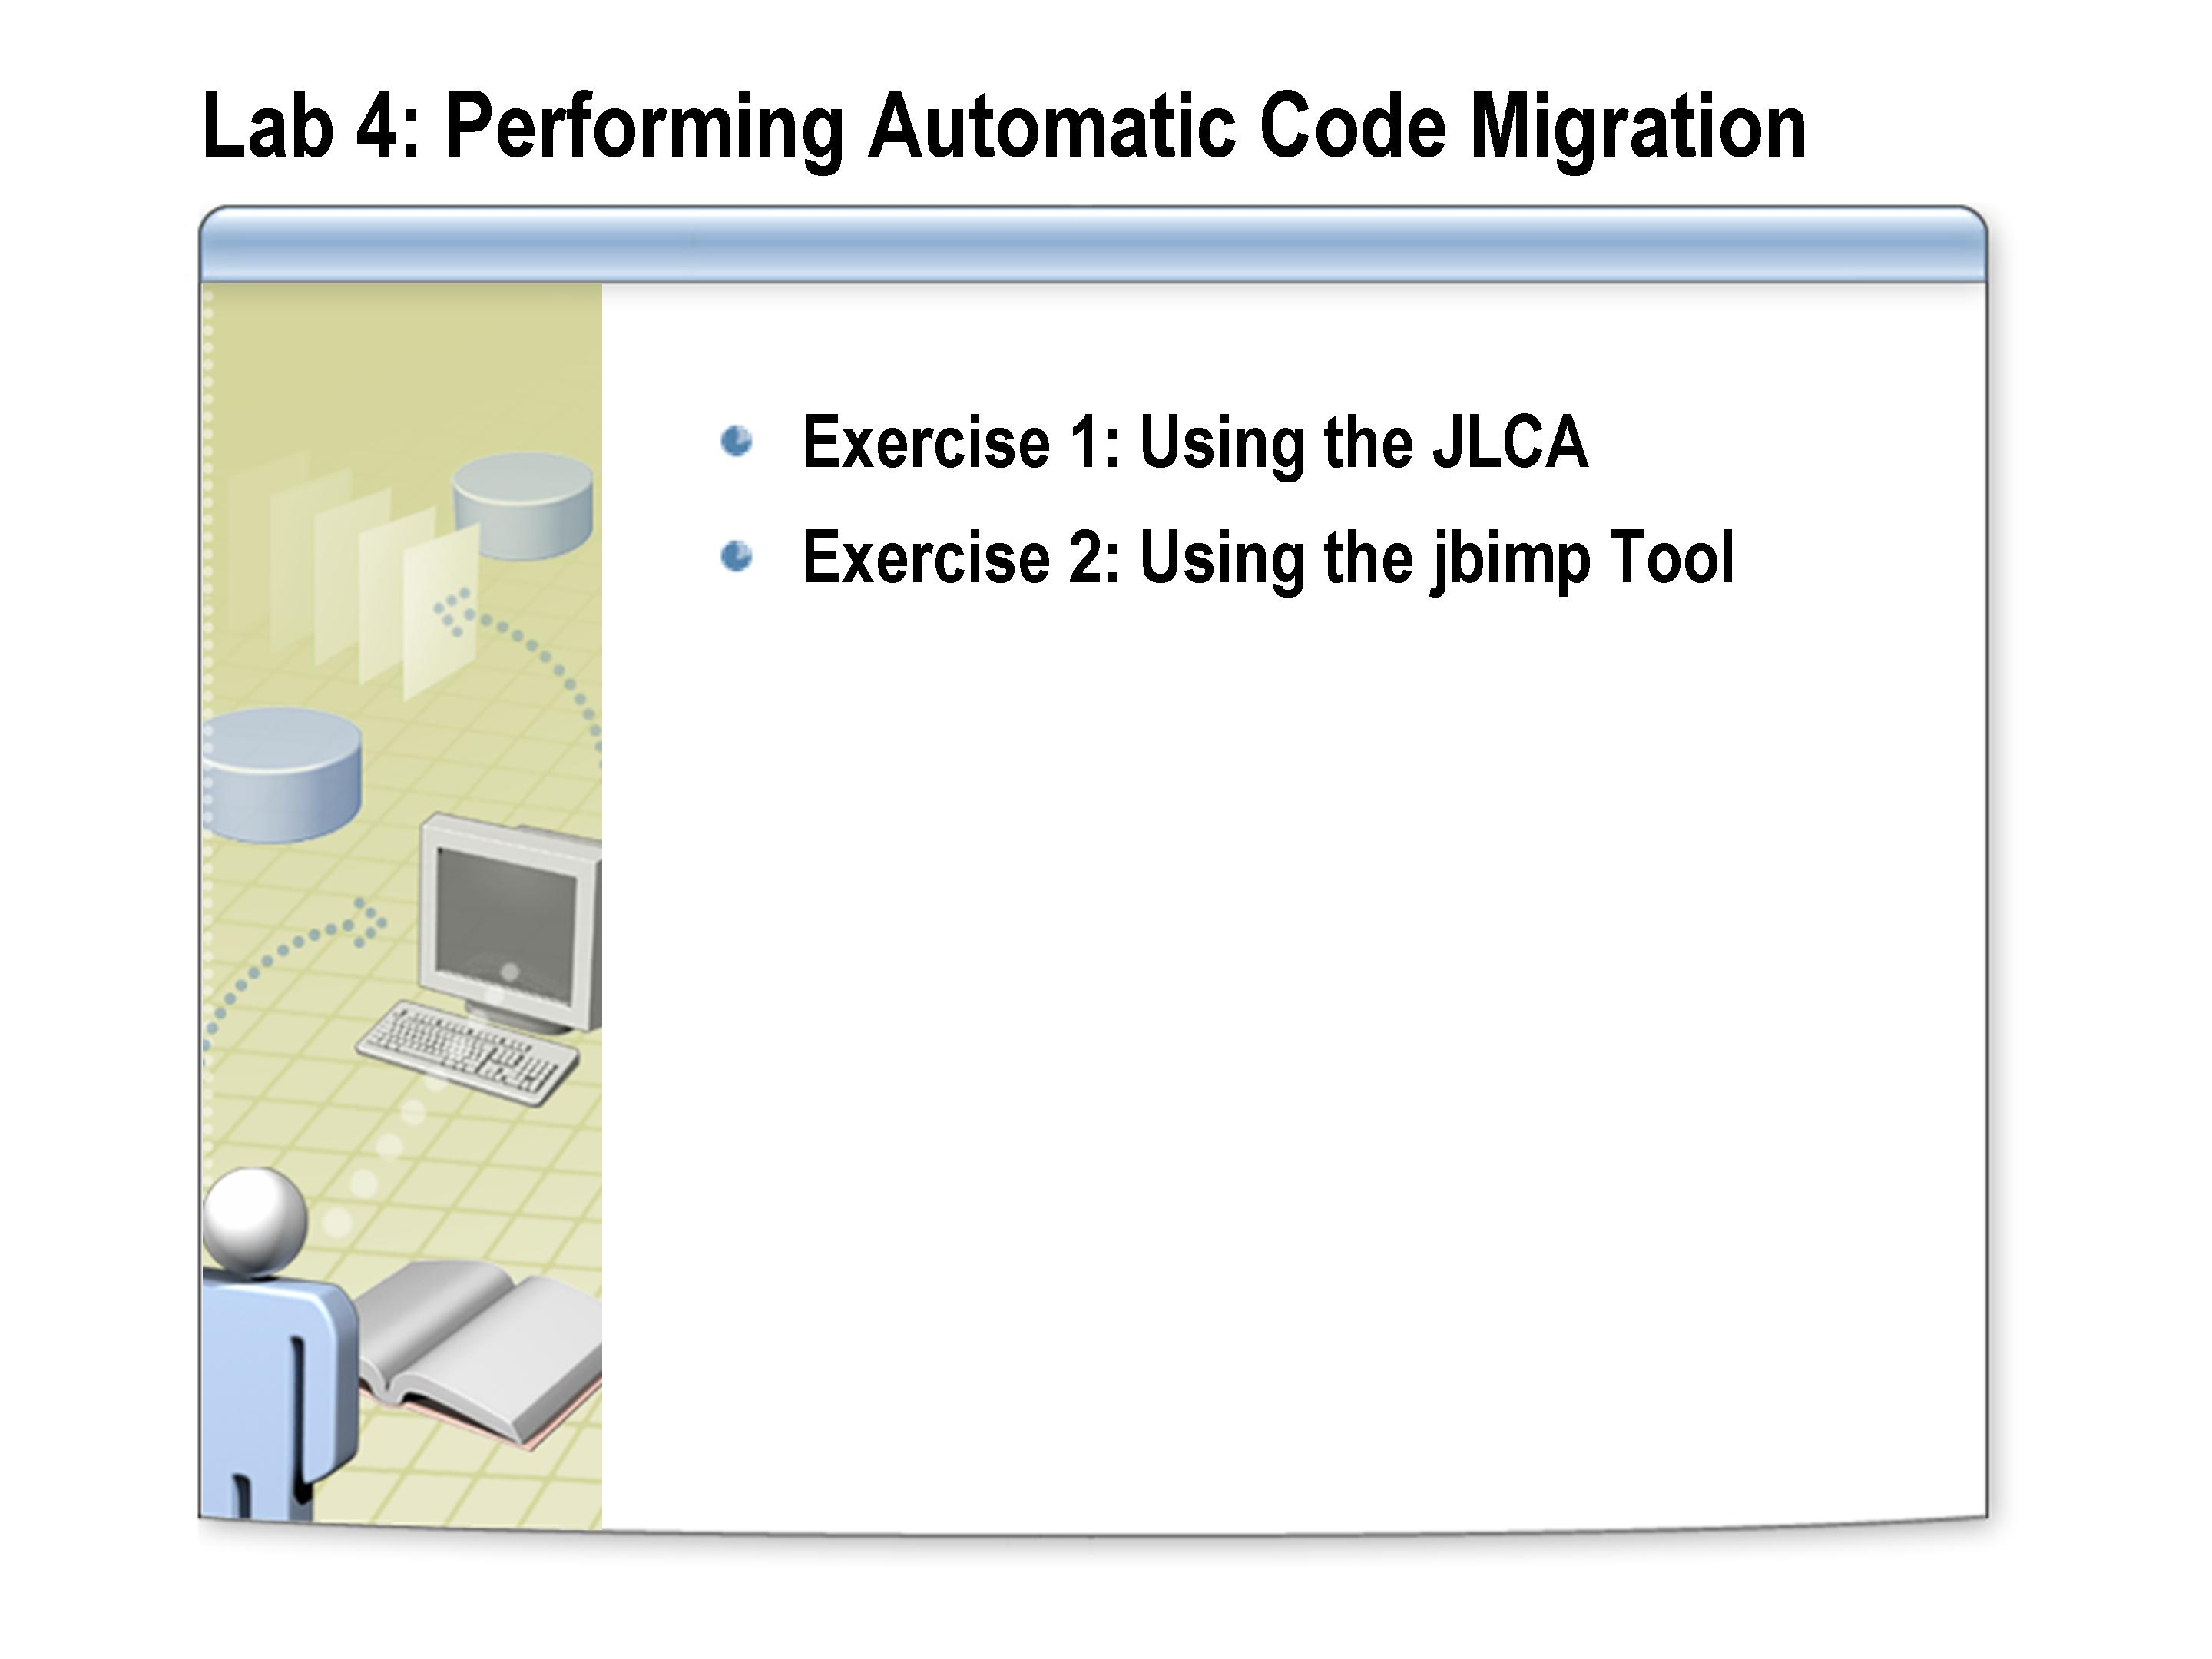 Lab 4: Performing Automatic Code Migration
Exercise 1: Using the JLCA
Exercise 2: Using the jbimp Tool